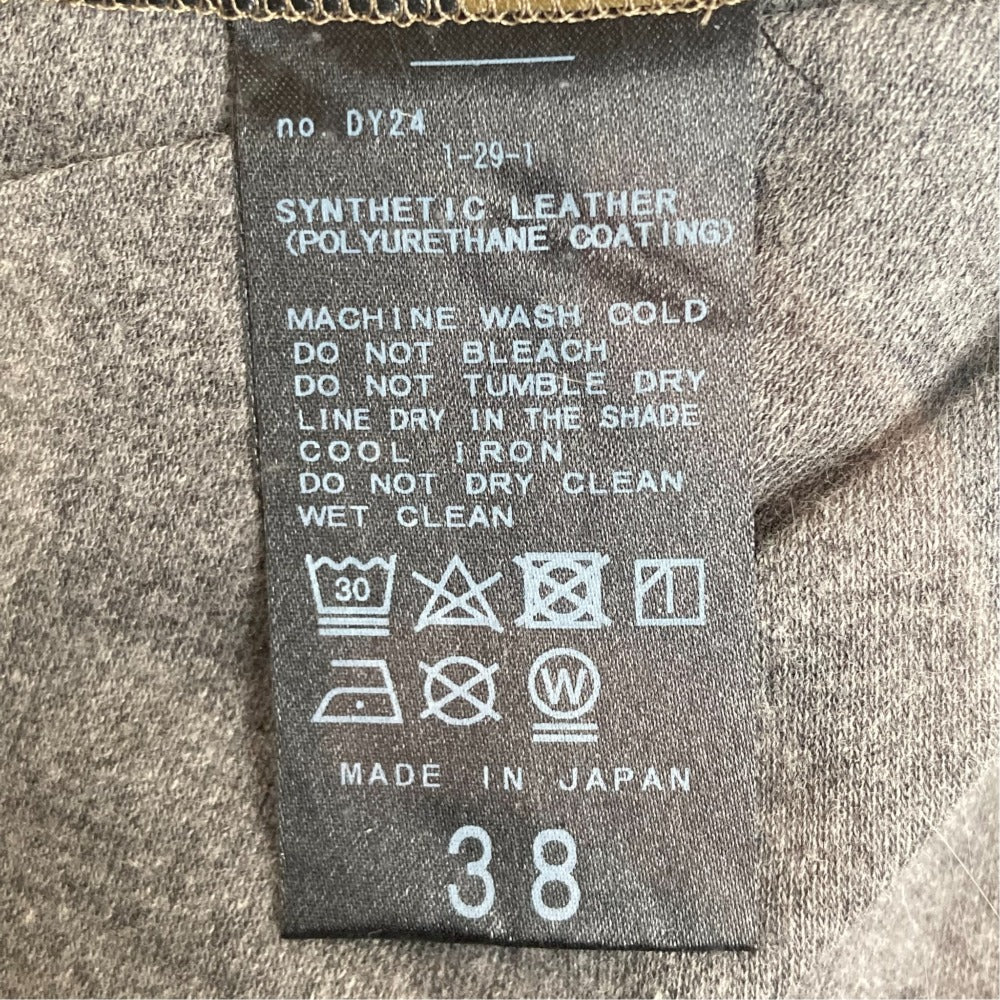 no. DY24
1-29-1
SYNTHETIC LEATHER
(POLYURETHANE COATING)
MACHINE WASH COLD
DO NOT BLEACH
DO NOT TUMBLE DRY
LINE DRY IN THE SHADE
COOL IRON
DO NOT DRY CLEAN
WET CLEAN
30
W
MADE IN JAPAN
38